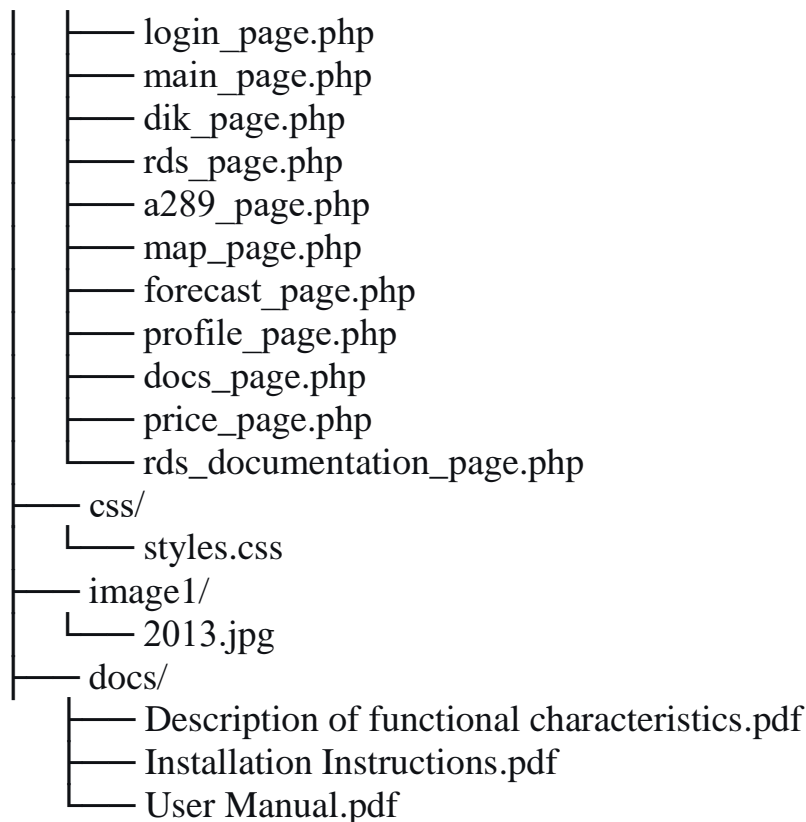 login_page.php
main_page.php
dik_page.php
rds_page.php
a289_page.php
map_page.php
forecast_page.php
profile_page.php
docs_page.php
price_page.php
rds_documentation_page.php
css/
styles.css
image1/
2013.jpg
docs/
Description of functional characteristics.pdf
Installation Instructions.pdf
User Manual.pdf